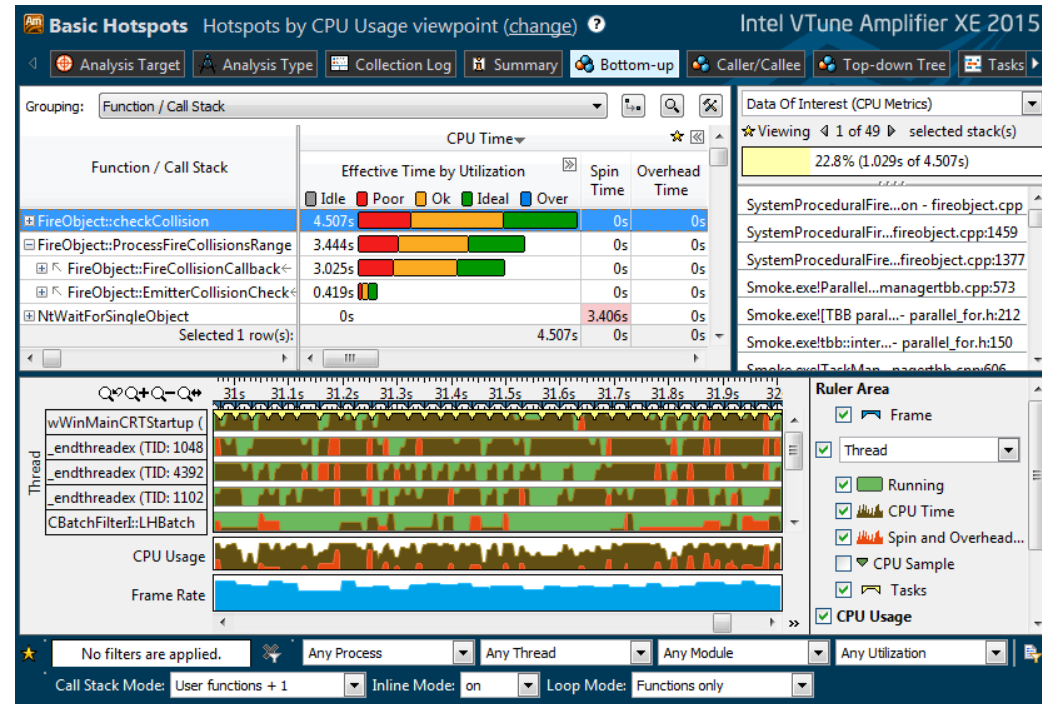 Basic Hotspots Hotspots by CPU Usage viewpoint (change) ? Intel VTune Amplifier XE 2015
Analysis Target Analysis Type Collection Log Summary Bottom-up Caller/Callee Top-down Tree Tasks
Grouping: Function / Call Stack
Function / Call Stack
CPU Time
Effective Time by Utilization
Idle Poor Ok Ideal Over
Spin Time
Overhead Time
FireObject::checkCollision 4.507s 0s 0s
FireObject::ProcessFireCollisionsRange 3.444s 0s 0s
FireObject::FireCollisionCallback 3.025s 0s 0s
FireObject::EmitterCollisionCheck 0.419s 0s 0s
NtWaitForSingleObject 0s 3.406s 0s
Selected 1 row(s): 4.507s 0s 0s
Data Of Interest (CPU Metrics)
Viewing 1 of 49 selected stack(s)
22.8% (1.029s of 4.507s)
SystemProceduralFire...on - fireobject.cpp
SystemProceduralFir...fireobject.cpp:1459
SystemProceduralFire...fireobject.cpp:1377
Smoke.exe!Parallel...managertbb.cpp:573
Smoke.exe![TBB paral...- parallel_for.h:212
Smoke.exe!tbb::inter...- parallel_for.h:150
31s 31.1s 31.2s 31.3s 31.4s 31.5s 31.6s 31.7s 31.8s 31.9s 32
Thread
wWinMainCRTStartup (
_endthreadex (TID: 1048
_endthreadex (TID: 4392
_endthreadex (TID: 1102
CBatchFilterI::LHBatch
CPU Usage
Frame Rate
Ruler Area
Frame
Thread
Running
CPU Time
Spin and Overhead...
CPU Sample
Tasks
CPU Usage
No filters are applied. Any Process Any Thread Any Module Any Utilization
Call Stack Mode: User functions + 1 Inline Mode: on Loop Mode: Functions only